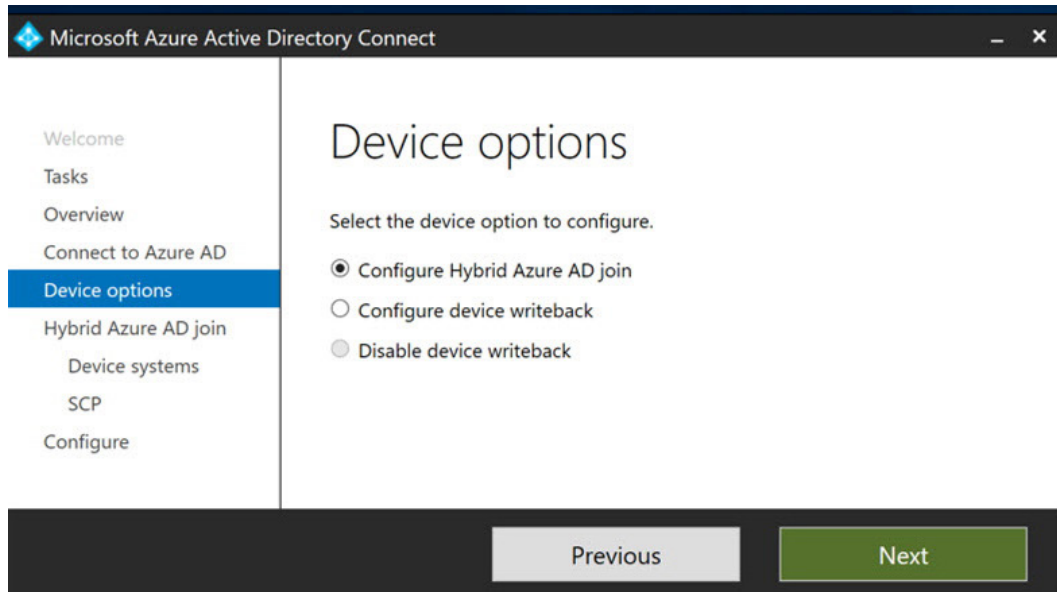 Microsoft Azure Active Directory Connect
Welcome
Tasks
Overview
Connect to Azure AD
Device options
Hybrid Azure AD join
Device systems
SCP
Configure
Device options
Select the device option to configure.
Configure Hybrid Azure AD join
Configure device writeback
Disable device writeback
Previous
Next